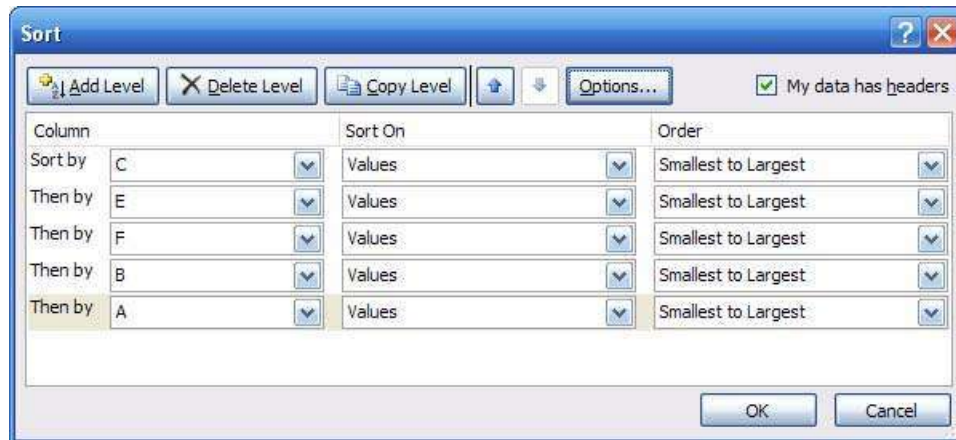 Sort
Add Level Delete Level Copy Level Options... My data has headers
Column Sort On Order
Sort by C Values Smallest to Largest
Then by E Values Smallest to Largest
Then by F Values Smallest to Largest
Then by B Values Smallest to Largest
Then by A Values Smallest to Largest
OK Cancel